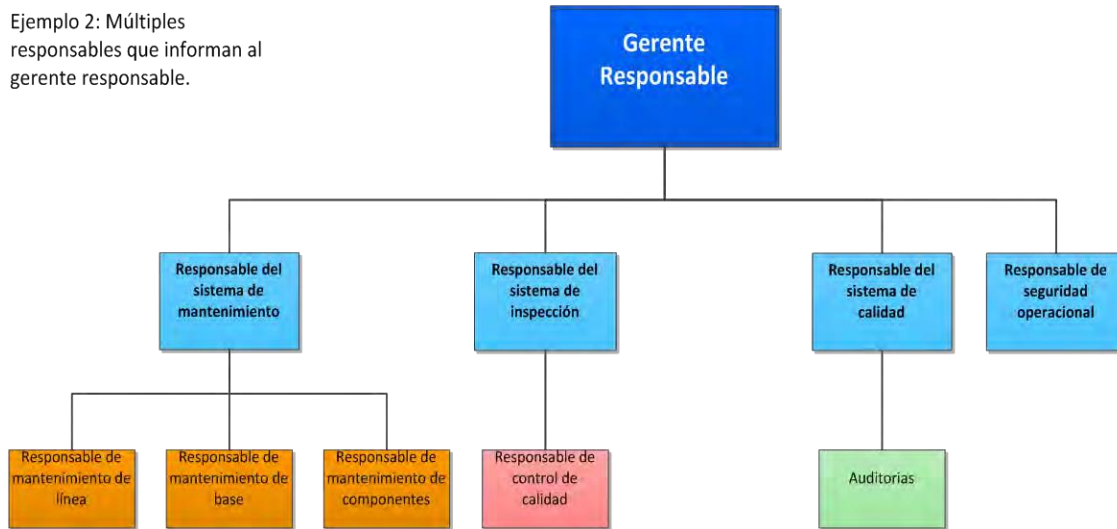 Ejemplo 2: Múltiples
responsables que informan al
gerente responsable.
Gerente
Responsable
Responsable del
sistema de
mantenimiento
Responsable del
sistema de
inspección
Responsable del
sistema de
calidad
Responsable de
seguridad
operacional
Responsable de
mantenimiento de
línea
Responsable de
mantenimiento de
base
Responsable de
mantenimiento de
componentes
Responsable de
control de
calidad
Auditorias